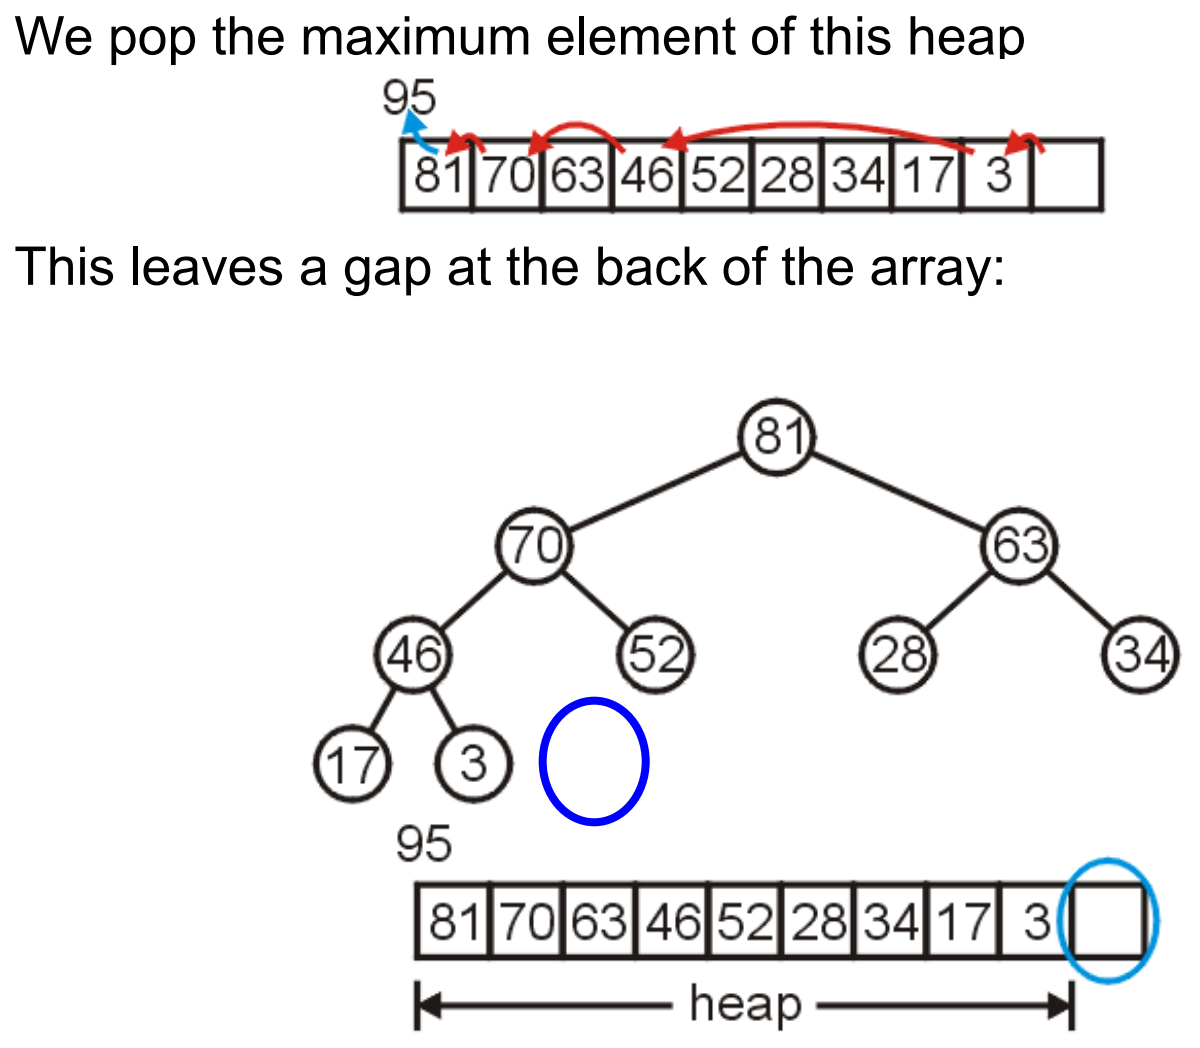 We pop the maximum element of this heap
95
81 70 63 46 52 28 34 17 3
This leaves a gap at the back of the array:
81
70 63
46 52 28 34
17 3
95
81 70 63 46 52 28 34 17 3
heap